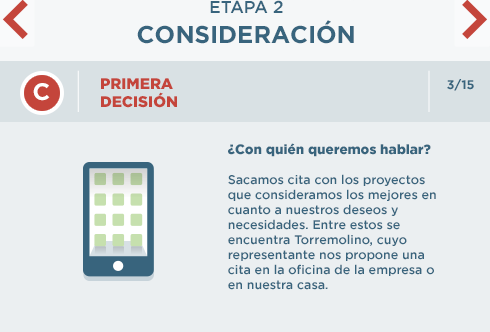 ETAPA 2
CONSIDERACIÓN
C
PRIMERA
DECISIÓN
3/15
¿Con quién queremos hablar?
Sacamos cita con los proyectos
que consideramos los mejores en
cuanto a nuestros deseos y
necesidades. Entre estos se
encuentra Torremolino, cuyo
representante nos propone una
cita en la oficina de la empresa o
en nuestra casa.